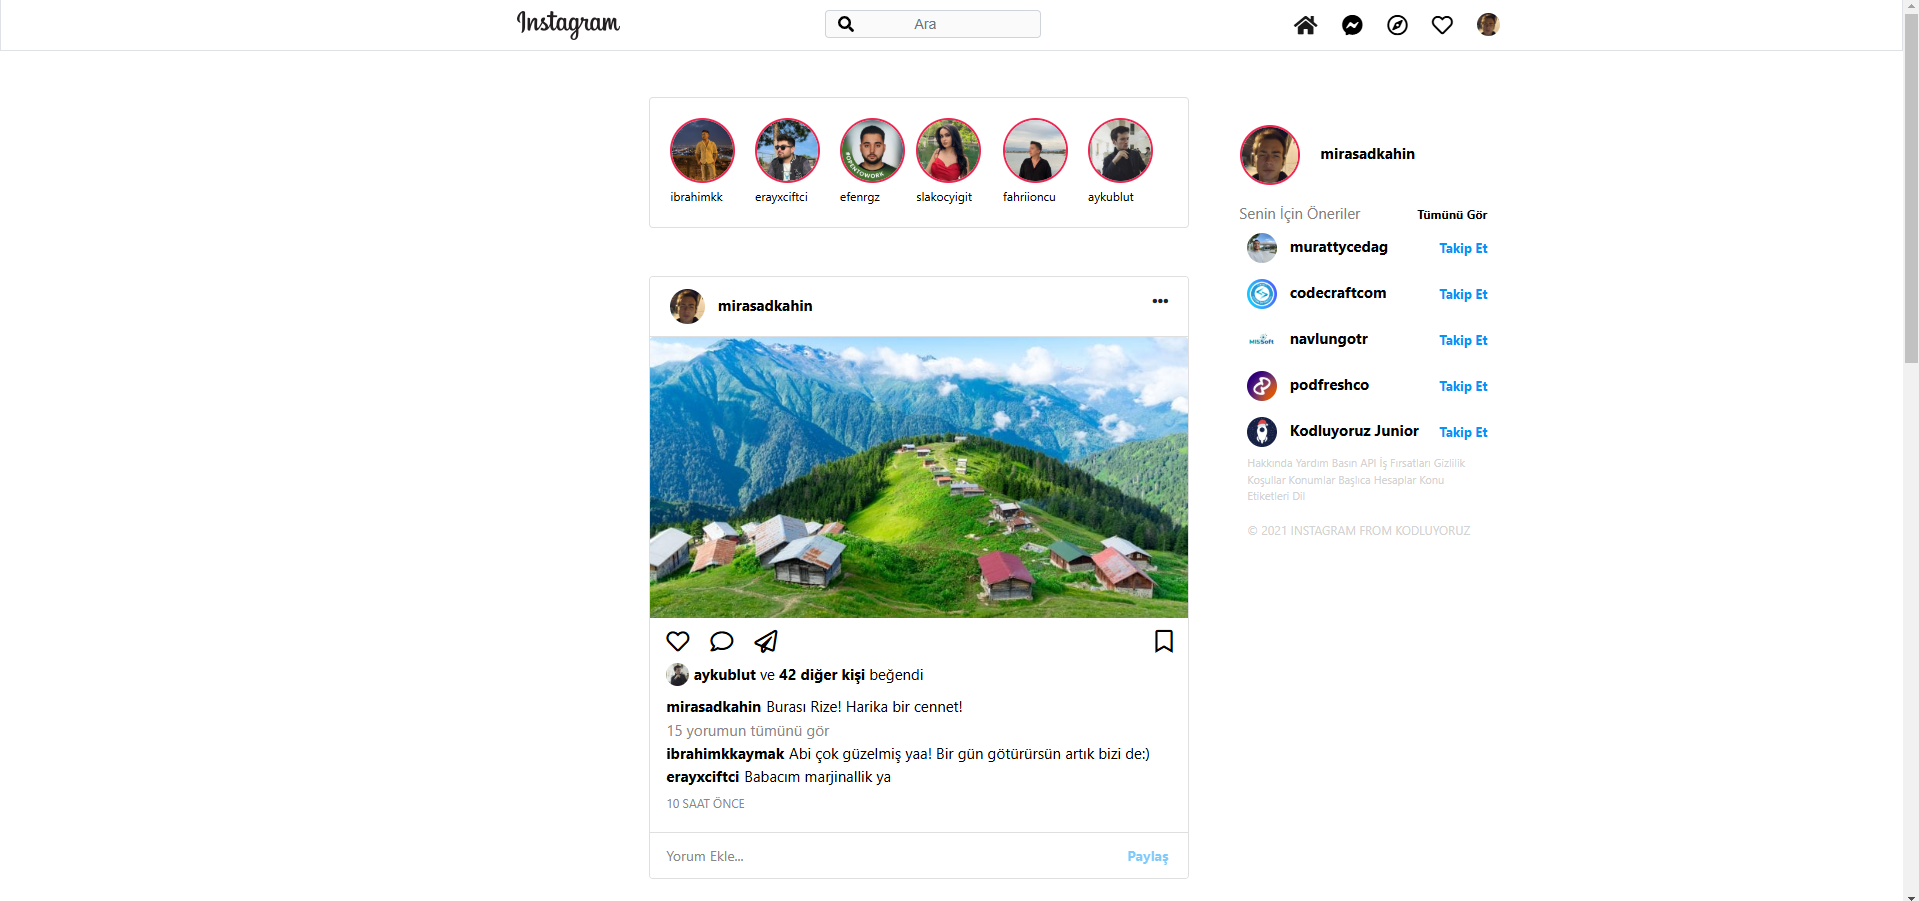 Instagram
Ara
ibrahimkk
erayxciftci
efenrgz
slakocyigit
fahriioncu
aykublut
#OPENTOWORK
mirasadkahin
Senin İçin Öneriler
Tümünü Gör
murattycedag
Takip Et
codecraftcom
Takip Et
MISSoft
navlungotr
Takip Et
podfreshco
Takip Et
Kodluyoruz Junior
Takip Et
Hakkında Yardım Basın API İş Fırsatları Gizlilik
Koşullar Konumlar Başlıca Hesaplar Konu
Etiketleri Dil
© 2021 INSTAGRAM FROM KODLUYORUZ
mirasadkahin
aykublut ve 42 diğer kişi beğendi
mirasadkahin Burası Rize! Harika bir cennet!
15 yorumun tümünü gör
ibrahimkkaymak Abi çok güzelmiş yaa! Bir gün götürürsün artık bizi de:)
erayxciftci Babacım marjinallik ya
10 SAAT ÖNCE
Yorum Ekle...
Paylaş